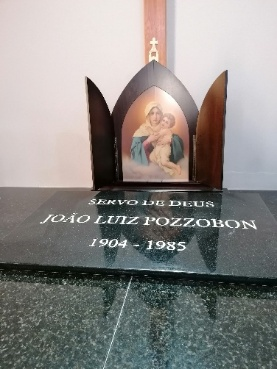 SERVO DE DEUS
JOÃO LUIZ POZZOBON
1904 - 1985